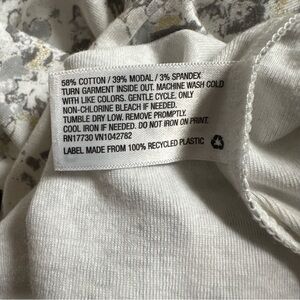 58% COTTON / 39% MODAL / 3% SPANDEX
TURN GARMENT INSIDE OUT. MACHINE WASH COLD
WITH LIKE COLORS. GENTLE CYCLE. ONLY
NON-CHLORINE BLEACH IF NEEDED.
TUMBLE DRY LOW. REMOVE PROMPTLY.
COOL IRON IF NEEDED. DO NOT IRON ON PRINT.
RN17730 VN1042782
LABEL MADE FROM 100% RECYCLED PLASTIC